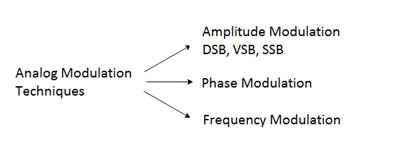 Analog Modulation
Techniques
Amplitude Modulation
DSB, VSB, SSB
Phase Modulation
Frequency Modulation